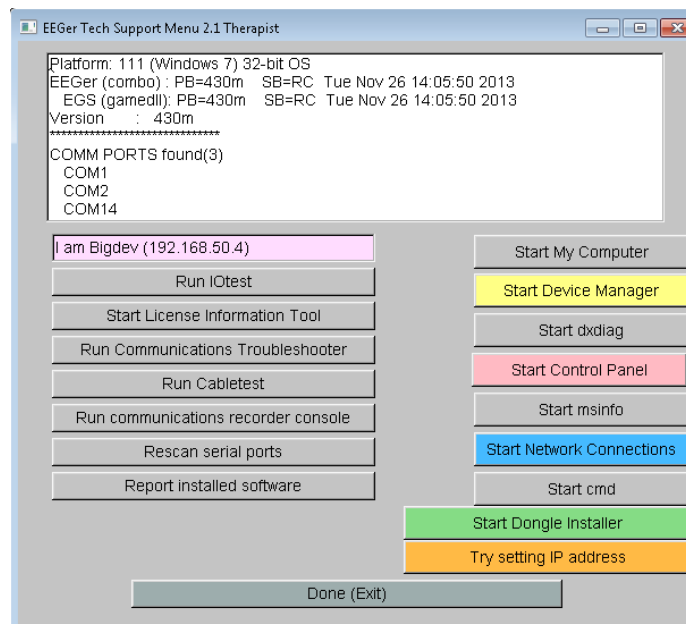 EEGer Tech Support Menu 2.1 Therapist
Platform: 111 (Windows 7) 32-bit OS
EEGer (combo) : PB=430m SB=RC Tue Nov 26 14:05:50 2013
EGS (gamedll): PB=430m SB=RC Tue Nov 26 14:05:50 2013
Version : 430m
******************************
COMM PORTS found(3)
COM1
COM2
COM14
I am Bigdev (192.168.50.4)
Run IOtest
Start License Information Tool
Run Communications Troubleshooter
Run Cabletest
Run communications recorder console
Rescan serial ports
Report installed software
Start My Computer
Start Device Manager
Start dxdiag
Start Control Panel
Start msinfo
Start Network Connections
Start cmd
Start Dongle Installer
Try setting IP address
Done (Exit)